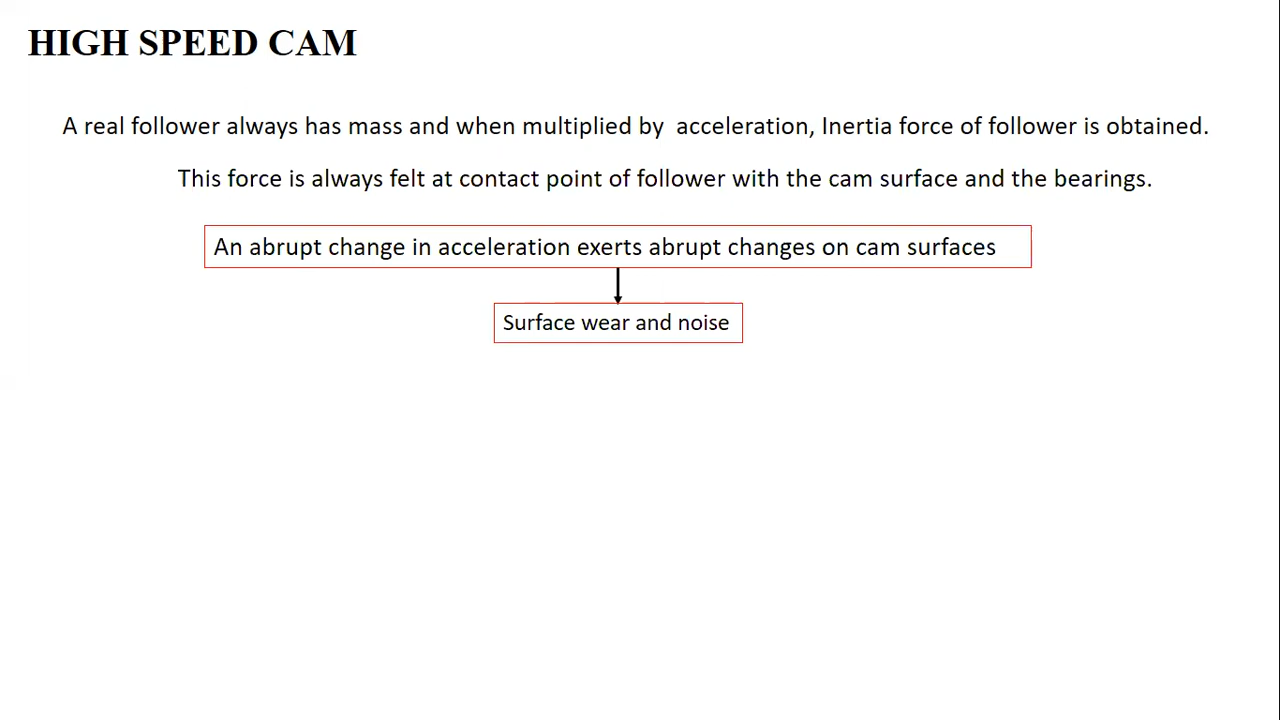 HIGH SPEED CAM
A real follower always has mass and when multiplied by  acceleration, Inertia force of follower is obtained.
This force is always felt at contact point of follower with the cam surface and the bearings.
An abrupt change in acceleration exerts abrupt changes on cam surfaces
Surface wear and noise